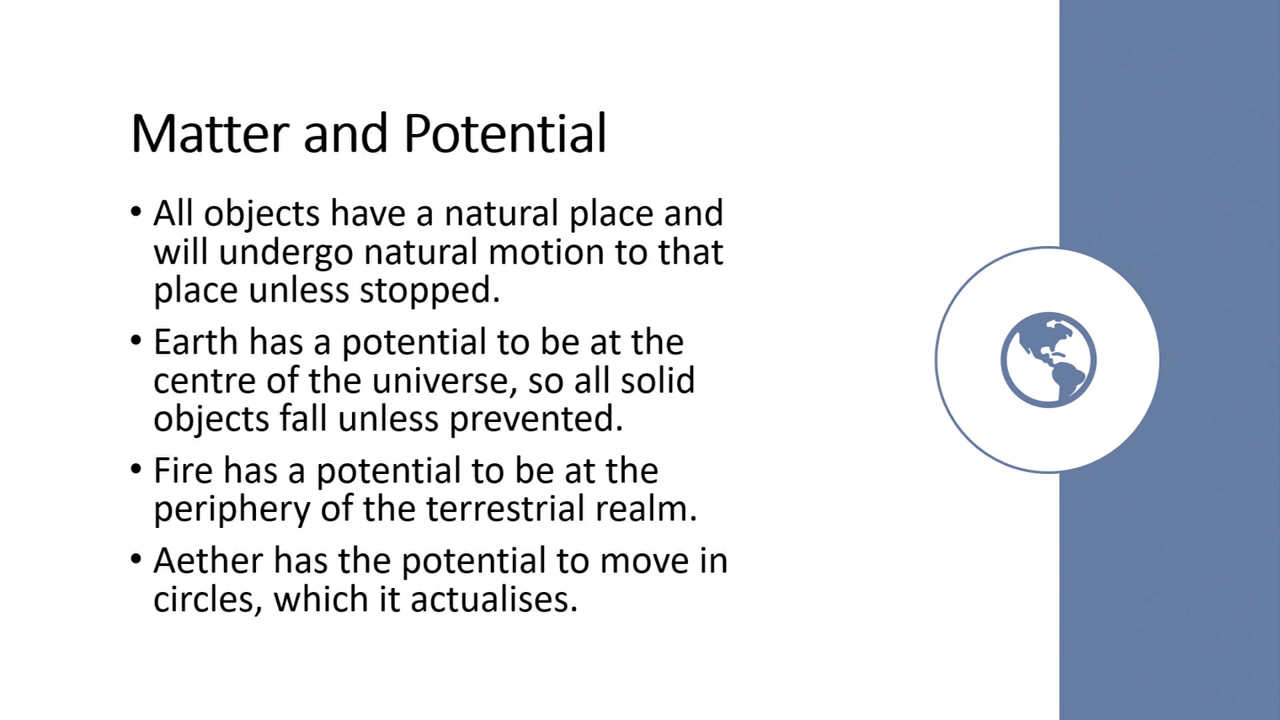 Matter and Potential
• All objects have a natural place and
will undergo natural motion to that
place unless stopped.
• Earth has a potential to be at the
centre of the universe, so all solid
objects fall unless prevented.
• Fire has a potential to be at the
periphery of the terrestrial realm.
• Aether has the potential to move in
circles, which it actualises.